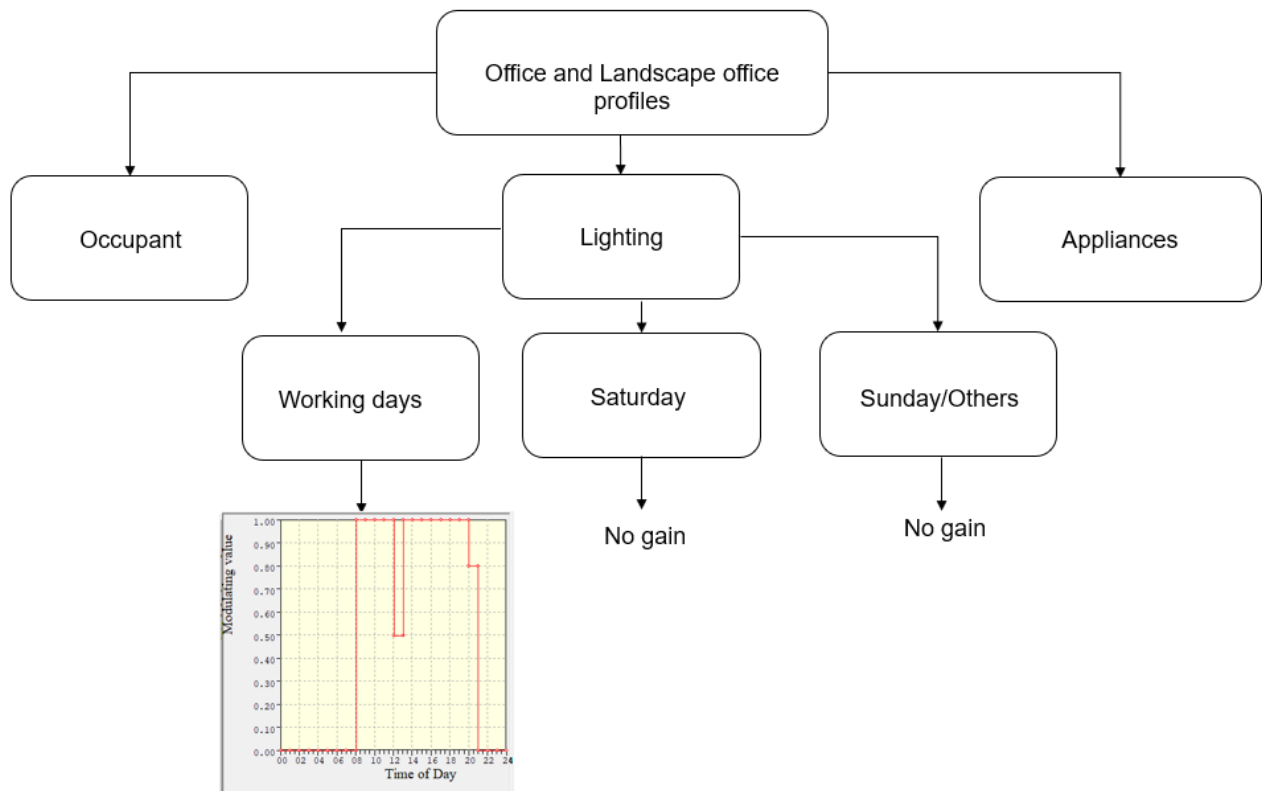 Office and Landscape office
profiles
Occupant
Lighting
Appliances
Working days
Saturday
Sunday/Others
No gain
No gain
Modulating value
1.00
0.90
0.80
0.70
0.60
0.50
0.40
0.30
0.20
0.10
0.00
00 02 04 06 08 10 12 14 16 18 20 22 24
Time of Day